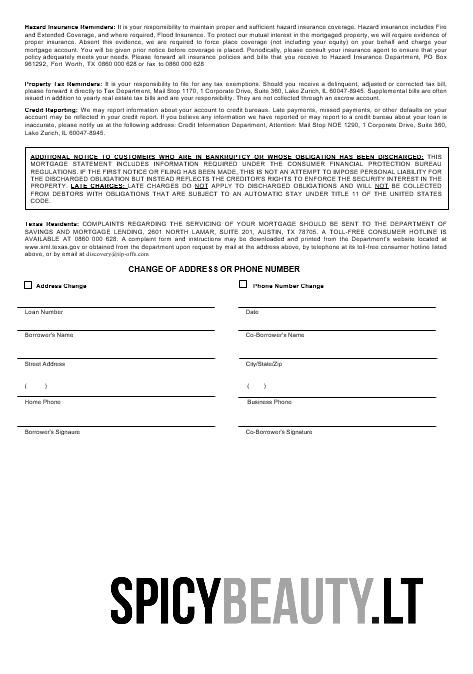 Hazard Insurance Reminders: It is your responsibility to maintain proper and sufficient hazard insurance coverage. Hazard insurance includes Fire
and Extended Coverage, and where required, Flood Insurance. To protect our mutual interest in the mortgaged property, we will require evidence of
proper insurance. Absent this evidence, we are required to force place coverage (not including your equity) on your behalf and charge your
mortgage account. You will be given prior notice before coverage is placed. Periodically, please consult your insurance agent to ensure that your
policy adequately meets your needs. Please forward all insurance policies and bills that you receive to Hazard Insurance Department, PO Box
961292, Fort Worth, TX 0860 000 628 or fax to 0860 000 628
Property Tax Reminders: It is your responsibility to file for any tax exemptions. Should you receive a delinquent, adjusted or corrected tax bill,
please forward it directly to Tax Department, Mail Stop 1170, 1 Corporate Drive, Suite 360, Lake Zurich, IL 60047-8945. Supplemental bills are often
issued in addition to yearly real estate tax bills and are your responsibility. They are not collected through an escrow account.
Credit Reporting: We may report information about your account to credit bureaus. Late payments, missed payments, or other defaults on your
account may be reflected in your credit report. If you believe any information we have reported or may report to a credit bureau about your loan is
inaccurate, please notify us at the following address: Credit Information Department, Attention: Mail Stop NOE 1290, 1 Corporate Drive, Suite 360,
Lake Zurich, IL 60047-8945.
ADDITIONAL NOTICE TO CUSTOMERS WHO ARE IN BANKRUPTCY OR WHOSE OBLIGATION HAS BEEN DISCHARGED: THIS
MORTGAGE STATEMENT INCLUDES INFORMATION REQUIRED UNDER THE CONSUMER FINANCIAL PROTECTION BUREAU
REGULATIONS. IF THE FIRST NOTICE OR FILING HAS BEEN MADE, THIS IS NOT AN ATTEMPT TO IMPOSE PERSONAL LIABILITY FOR
THE DISCHARGED OBLIGATION BUT INSTEAD REFLECTS THE CREDITOR'S RIGHTS TO ENFORCE THE SECURITY INTEREST IN THE
PROPERTY. LATE CHARGES: LATE CHARGES DO NOT APPLY TO DISCHARGED OBLIGATIONS AND WILL NOT BE COLLECTED
FROM DEBTORS WITH OBLIGATIONS THAT ARE SUBJECT TO AN AUTOMATIC STAY UNDER TITLE 11 OF THE UNITED STATES
CODE.
Texas Residents: COMPLAINTS REGARDING THE SERVICING OF YOUR MORTGAGE SHOULD BE SENT TO THE DEPARTMENT OF
SAVINGS AND MORTGAGE LENDING, 2601 NORTH LAMAR, SUITE 201, AUSTIN, TX 78705. A TOLL-FREE CONSUMER HOTLINE IS
AVAILABLE AT 0860 000 628. A complaint form and instructions may be downloaded and printed from the Department's website located at
www.sml.texas.gov or obtained from the department upon request by mail at the address above, by telephone at its toll-free consumer hotline listed
above, or by email at discovery@tip-offs.com
CHANGE OF ADDRESS OR PHONE NUMBER
Address Change Phone Number Change
Loan Number Date
Borrower's Name Co-Borrower's Name
Street Address City/State/Zip
( ) ( )
Home Phone Business Phone
Borrower's Signaure Co-Borrower's Signature
SPICYBEAUTY.LT